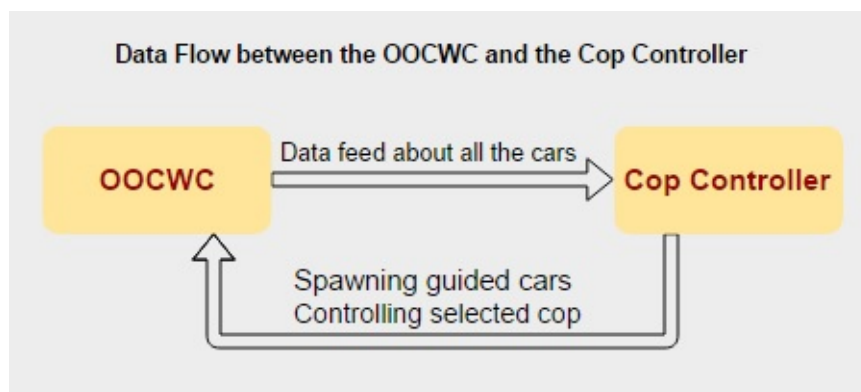 Data Flow between the OOCWC and the Cop Controller
OOCWC
Data feed about all the cars
Cop Controller
Spawning guided cars
Controlling selected cop